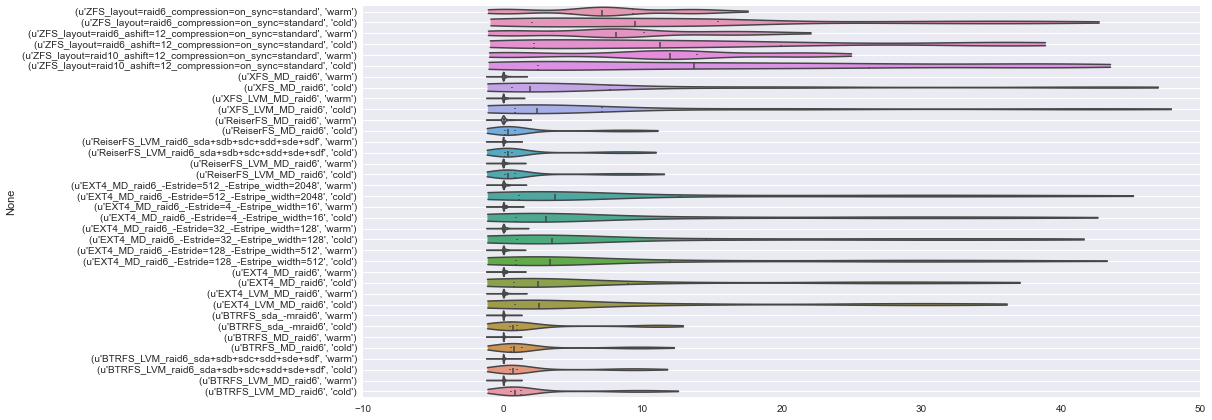 (u'ZFS_layout=raid6_compression=on_sync=standard', 'warm')
(u'ZFS_layout=raid6_compression=on_sync=standard', 'cold')
(u'ZFS_layout=raid6_ashift=12_compression=on_sync=standard', 'warm')
(u'ZFS_layout=raid6_ashift=12_compression=on_sync=standard', 'cold')
(u'ZFS_layout=raid10_ashift=12_compression=on_sync=standard', 'warm')
(u'ZFS_layout=raid10_ashift=12_compression=on_sync=standard', 'cold')
(u'XFS_MD_raid6', 'warm')
(u'XFS_MD_raid6', 'cold')
(u'XFS_LVM_MD_raid6', 'warm')
(u'XFS_LVM_MD_raid6', 'cold')
(u'ReiserFS_MD_raid6', 'warm')
(u'ReiserFS_MD_raid6', 'cold')
(u'ReiserFS_LVM_raid6_sda+sdb+sdc+sdd+sde+sdf', 'warm')
(u'ReiserFS_LVM_raid6_sda+sdb+sdc+sdd+sde+sdf', 'cold')
(u'ReiserFS_LVM_MD_raid6', 'warm')
(u'ReiserFS_LVM_MD_raid6', 'cold')
(u'EXT4_MD_raid6_-Estride=512_-Estripe_width=2048', 'warm')
(u'EXT4_MD_raid6_-Estride=512_-Estripe_width=2048', 'cold')
(u'EXT4_MD_raid6_-Estride=4_-Estripe_width=16', 'warm')
(u'EXT4_MD_raid6_-Estride=4_-Estripe_width=16', 'cold')
(u'EXT4_MD_raid6_-Estride=32_-Estripe_width=128', 'warm')
(u'EXT4_MD_raid6_-Estride=32_-Estripe_width=128', 'cold')
(u'EXT4_MD_raid6_-Estride=128_-Estripe_width=512', 'warm')
(u'EXT4_MD_raid6_-Estride=128_-Estripe_width=512', 'cold')
(u'EXT4_MD_raid6', 'warm')
(u'EXT4_MD_raid6', 'cold')
(u'EXT4_LVM_MD_raid6', 'warm')
(u'EXT4_LVM_MD_raid6', 'cold')
(u'BTRFS_sda_-mraid6', 'warm')
(u'BTRFS_sda_-mraid6', 'cold')
(u'BTRFS_MD_raid6', 'warm')
(u'BTRFS_MD_raid6', 'cold')
(u'BTRFS_LVM_raid6_sda+sdb+sdc+sdd+sde+sdf', 'warm')
(u'BTRFS_LVM_raid6_sda+sdb+sdc+sdd+sde+sdf', 'cold')
(u'BTRFS_LVM_MD_raid6', 'warm')
(u'BTRFS_LVM_MD_raid6', 'cold')
None
−10 0 10 20 30 40 50